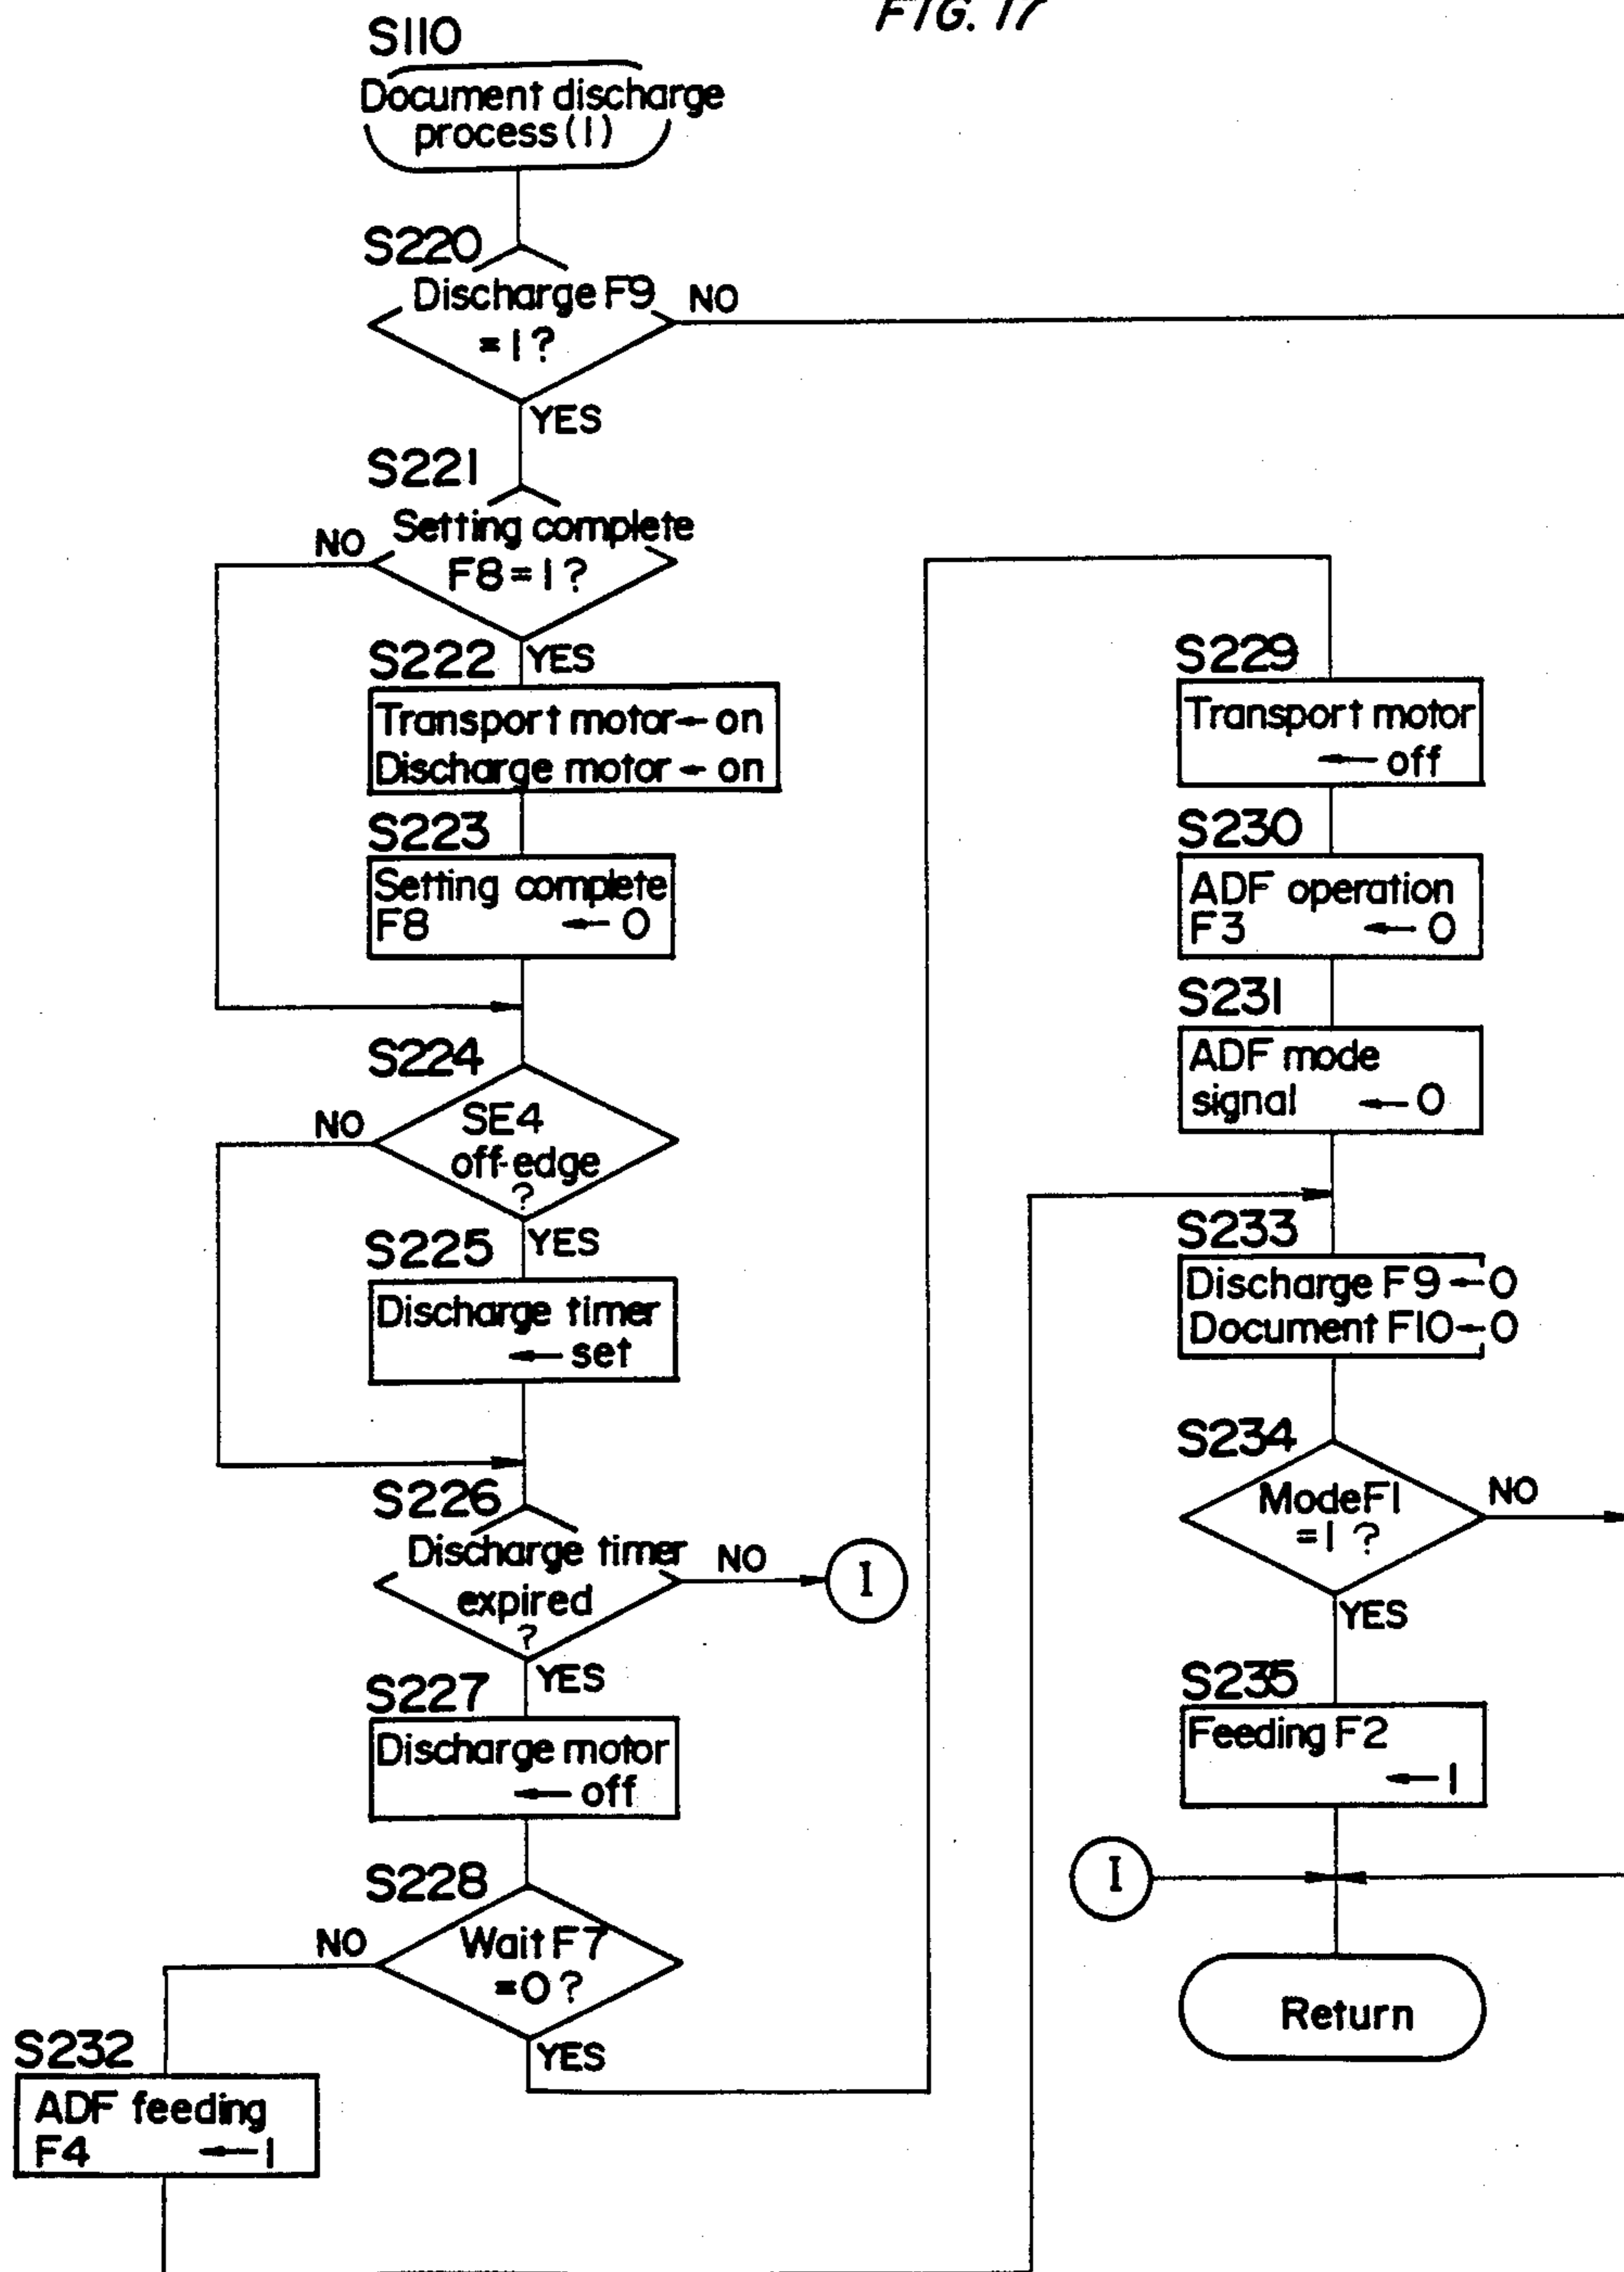 FIG. 17
S110
Document discharge
process(1)
S220
Discharge F9
=1?
NO
YES
S221
Setting complete
F8=1?
NO
YES
S222
Transport motor←on
Discharge motor←on
S223
Setting complete
F8 ←0
S224
SE4
off-edge
?
NO
YES
S225
Discharge timer
←set
S226
Discharge timer
expired
?
NO
I
YES
S227
Discharge motor
←off
S228
Wait F7
=0?
NO
YES
S232
ADF feeding
F4 ←1
S229
Transport motor
←off
S230
ADF operation
F3 ←0
S231
ADF mode
signal ←0
S233
Discharge F9←0
Document F10←0
S234
ModeF1
=1?
NO
YES
S235
Feeding F2
←1
I
Return